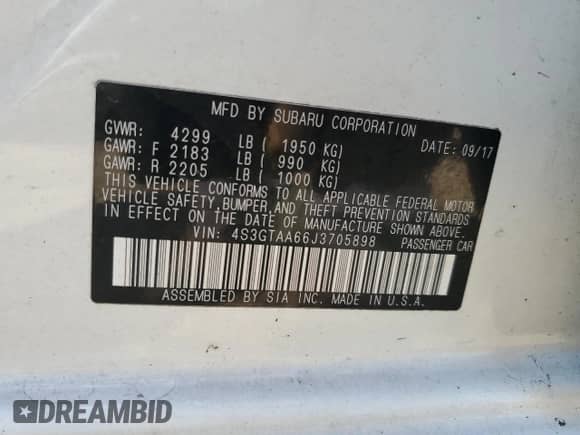 MFD BY SUBARU CORPORATION
GVWR: 4299 LB ( 1950 KG) DATE: 09/17
GAWR: F 2183 LB ( 990 KG)
GAWR: R 2205 LB ( 1000 KG)
THIS VEHICLE CONFORMS TO ALL APPLICABLE FEDERAL MOTOR
VEHICLE SAFETY, BUMPER, AND THEFT PREVENTION STANDARDS
IN EFFECT ON THE DATE OF MANUFACTURE SHOWN ABOVE.
VIN: 4S3GTAA66J3705898 PASSENGER CAR
ASSEMBLED BY SIA INC. MADE IN U.S.A.
DREAMBID